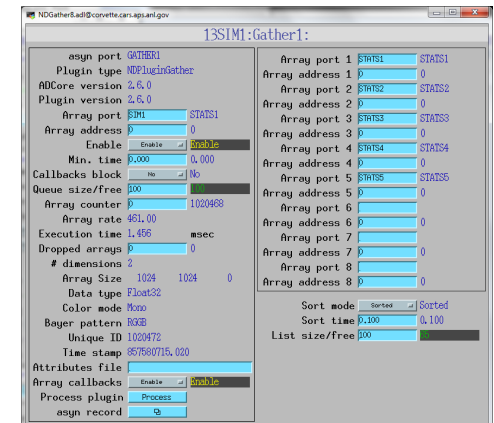 NDGather8.adl@corvette.cars.aps.anl.gov
13SIM1:Gather1:
asyn port GATHER1
Plugin type NDPluginGather
ADCore version 2.6.0
Plugin version 2.6.0
Array port SIM1 STATS1
Array address 0 0
Enable Enable Enable
Min. time 0.000 0.000
Callbacks block No No
Queue size/free 100 100
Array counter 0 1020468
Array rate 461.00
Execution time 1.456 msec
Dropped arrays 0 0
# dimensions 2
Array Size 1024 1024 0
Data type Float32
Color mode Mono
Bayer pattern RGGB
Unique ID 1020472
Time stamp 857580715.020
Attributes file
Array callbacks Enable Enable
Process plugin Process
asyn record
Array port 1 STATS1 STATS1
Array address 1 0 0
Array port 2 STATS2 STATS2
Array address 2 0 0
Array port 3 STATS3 STATS3
Array address 3 0 0
Array port 4 STATS4 STATS4
Array address 4 0 0
Array port 5 STATS5 STATS5
Array address 5 0 0
Array port 6
Array address 6 0 0
Array port 7
Array address 7 0 0
Array port 8
Array address 8 0 0
Sort mode Sorted Sorted
Sort time 0.100 0.100
List size/free 100